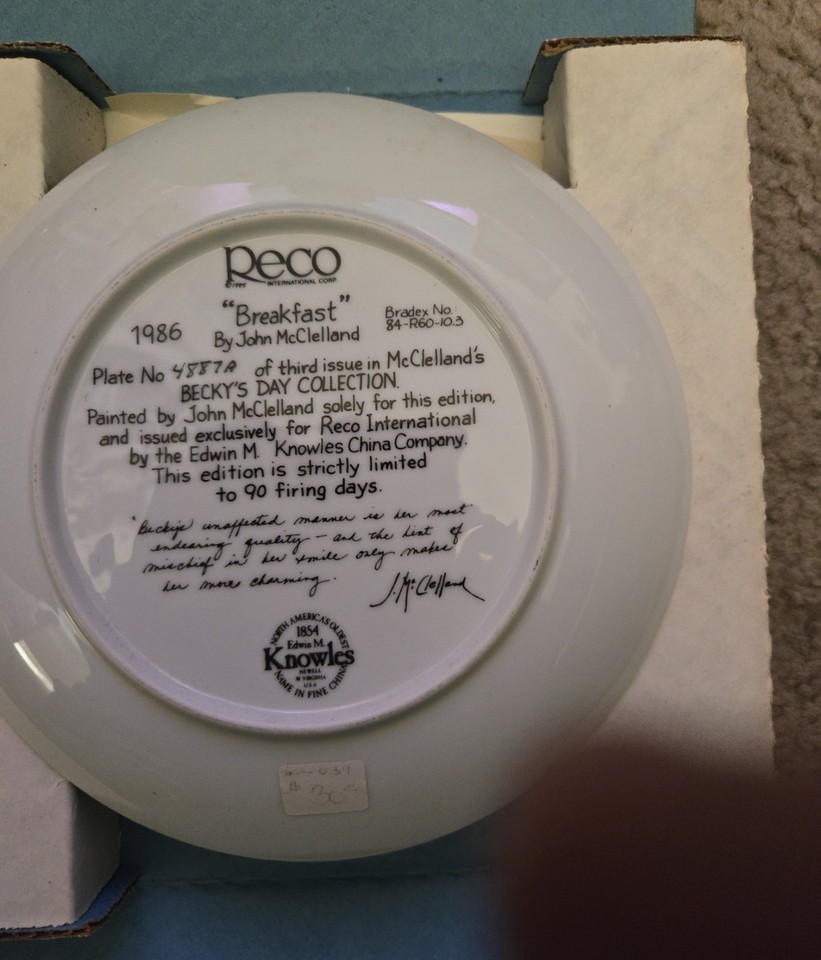 Reco
INTERNATIONAL CORP.
"Breakfast"
1986
By John McClelland
Bradex No.
84-R60-10.3
Plate No 4887A of third issue in McClelland's
BECKY'S DAY COLLECTION.
Painted by John McClelland solely for this edition,
and issued exclusively for Reco International
by the Edwin M. Knowles China Company.
This edition is strictly limited
to 90 firing days.
"Becky's unaffected manner is her most
endearing quality — and the hint of
mischief in her smile only makes
her more charming.
J. McClelland
NORTH AMERICA'S OLDEST
1854
Edwin M.
Knowles
NEWELL
W VIRGINIA
U.S.A
NAME IN FINE CHINA